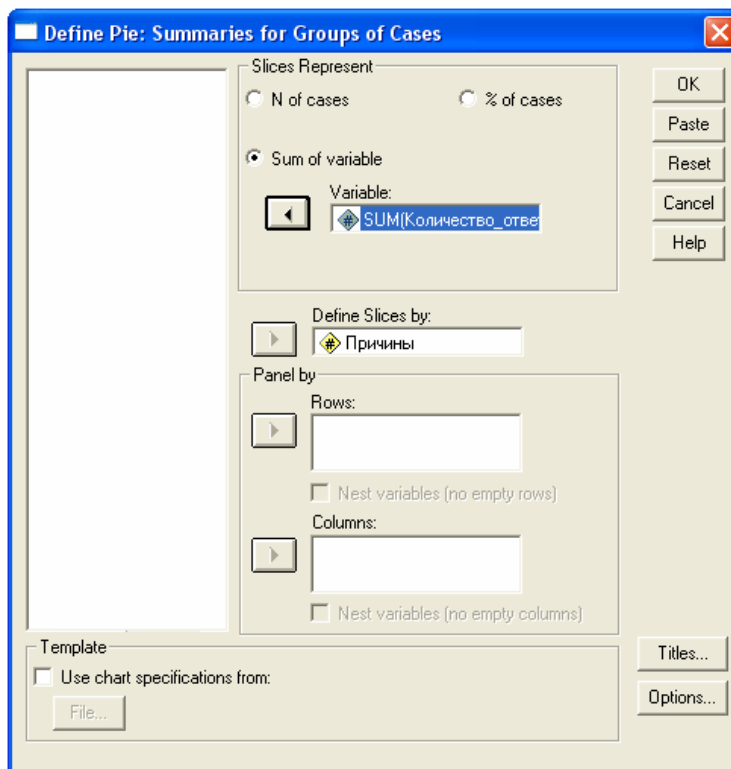 Define Pie: Summaries for Groups of Cases
Slices Represent
N of cases
% of cases
Sum of variable
Variable:
SUM(Количество_отве
Define Slices by:
Причины
Panel by
Rows:
Nest variables (no empty rows)
Columns:
Nest variables (no empty columns)
Template
Use chart specifications from:
File...
OK
Paste
Reset
Cancel
Help
Titles...
Options...